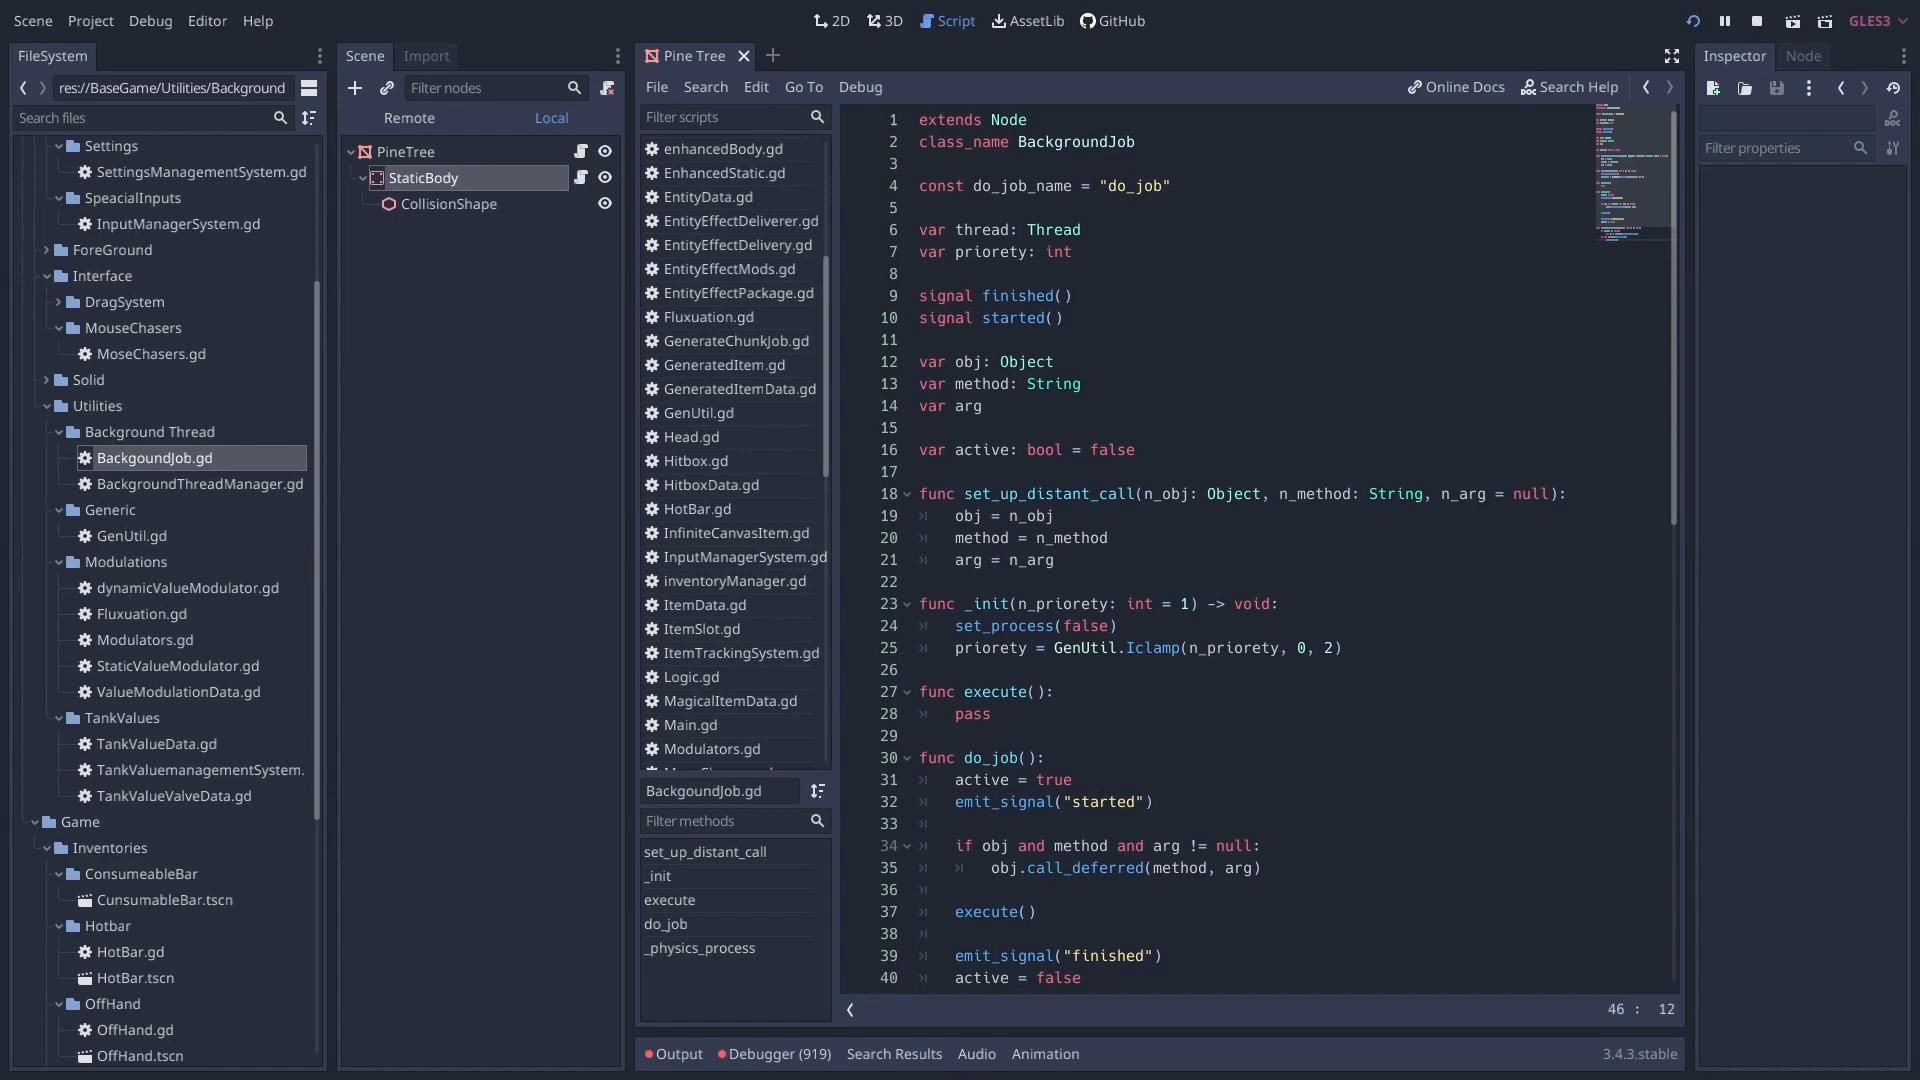 Scene Project Debug Editor Help
2D 3D Script AssetLib GitHub
GLES3
FileSystem
res://BaseGame/Utilities/Background
Search files
Settings
SettingsManagementSystem.gd
SpeacialInputs
InputManagerSystem.gd
ForeGround
Interface
DragSystem
MouseChasers
MoseChasers.gd
Solid
Utilities
Background Thread
BackgoundJob.gd
BackgroundThreadManager.gd
Generic
GenUtil.gd
Modulations
dynamicValueModulator.gd
Fluxuation.gd
Modulators.gd
StaticValueModulator.gd
ValueModulationData.gd
TankValues
TankValueData.gd
TankValuemanagementSystem.
TankValueValveData.gd
Game
Inventories
ConsumeableBar
CunsumableBar.tscn
Hotbar
HotBar.gd
HotBar.tscn
OffHand
OffHand.gd
OffHand.tscn
Scene Import
Filter nodes
Remote Local
PineTree
StaticBody
CollisionShape
Pine Tree
File Search Edit Go To Debug
Online Docs Search Help
Filter scripts
enhancedBody.gd
EnhancedStatic.gd
EntityData.gd
EntityEffectDeliverer.gd
EntityEffectDelivery.gd
EntityEffectMods.gd
EntityEffectPackage.gd
Fluxuation.gd
GenerateChunkJob.gd
GeneratedItem.gd
GeneratedItemData.gd
GenUtil.gd
Head.gd
Hitbox.gd
HitboxData.gd
HotBar.gd
InfiniteCanvasItem.gd
InputManagerSystem.gd
inventoryManager.gd
ItemData.gd
ItemSlot.gd
ItemTrackingSystem.gd
Logic.gd
MagicalItemData.gd
Main.gd
Modulators.gd
BackgoundJob.gd
Filter methods
set_up_distant_call
_init
execute
do_job
_physics_process
1 extends Node
2 class_name BackgroundJob
3
4 const do_job_name = "do_job"
5
6 var thread: Thread
7 var priorety: int
8
9 signal finished()
10 signal started()
11
12 var obj: Object
13 var method: String
14 var arg
15
16 var active: bool = false
17
18 func set_up_distant_call(n_obj: Object, n_method: String, n_arg = null):
19 obj = n_obj
20 method = n_method
21 arg = n_arg
22
23 func _init(n_priorety: int = 1) -> void:
24 set_process(false)
25 priorety = GenUtil.Iclamp(n_priorety, 0, 2)
26
27 func execute():
28 pass
29
30 func do_job():
31 active = true
32 emit_signal("started")
33
34 if obj and method and arg != null:
35 obj.call_deferred(method, arg)
36
37 execute()
38
39 emit_signal("finished")
40 active = false
46 : 12
Output Debugger (919) Search Results Audio Animation
3.4.3.stable
Inspector Node
Filter properties